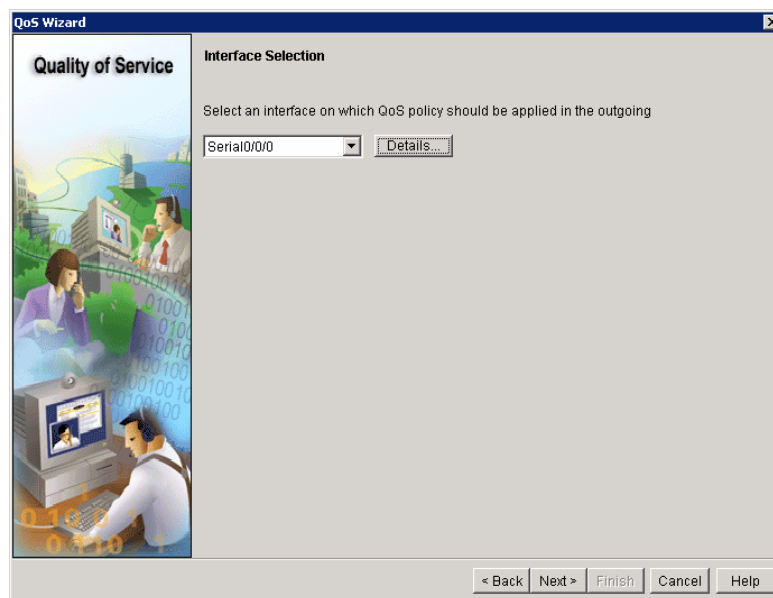 QoS Wizard
Quality of Service
Interface Selection
Select an interface on which QoS policy should be applied in the outgoing
Serial0/0/0
Details...
< Back
Next >
Finish
Cancel
Help